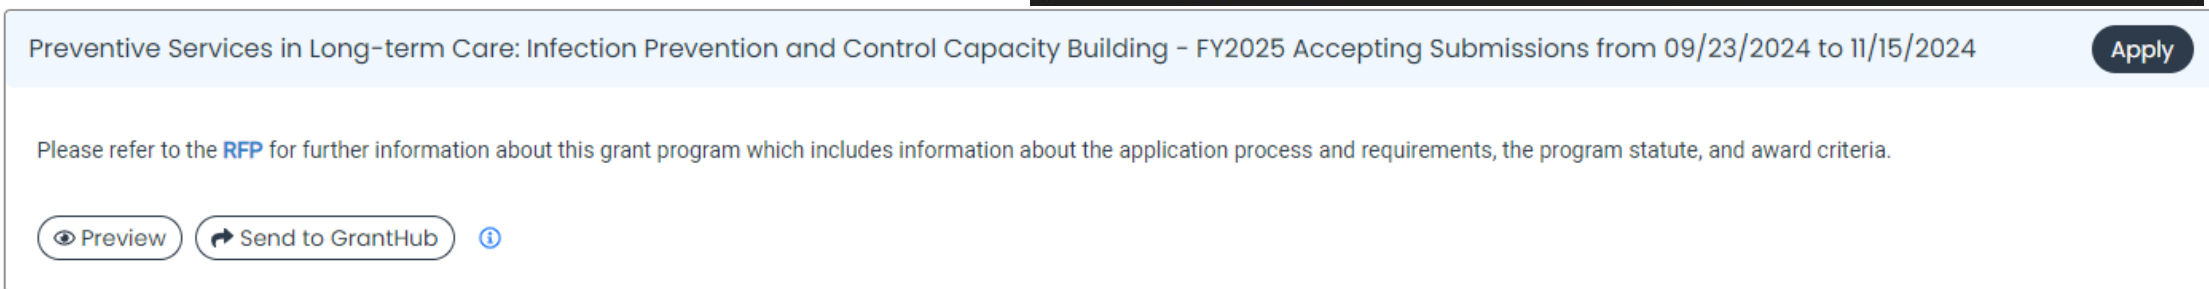 Preventive Services in Long-term Care: Infection Prevention and Control Capacity Building - FY2025 Accepting Submissions from 09/23/2024 to 11/15/2024
Apply
Please refer to the RFP for further information about this grant program which includes information about the application process and requirements, the program statute, and award criteria.
Preview
Send to GrantHub